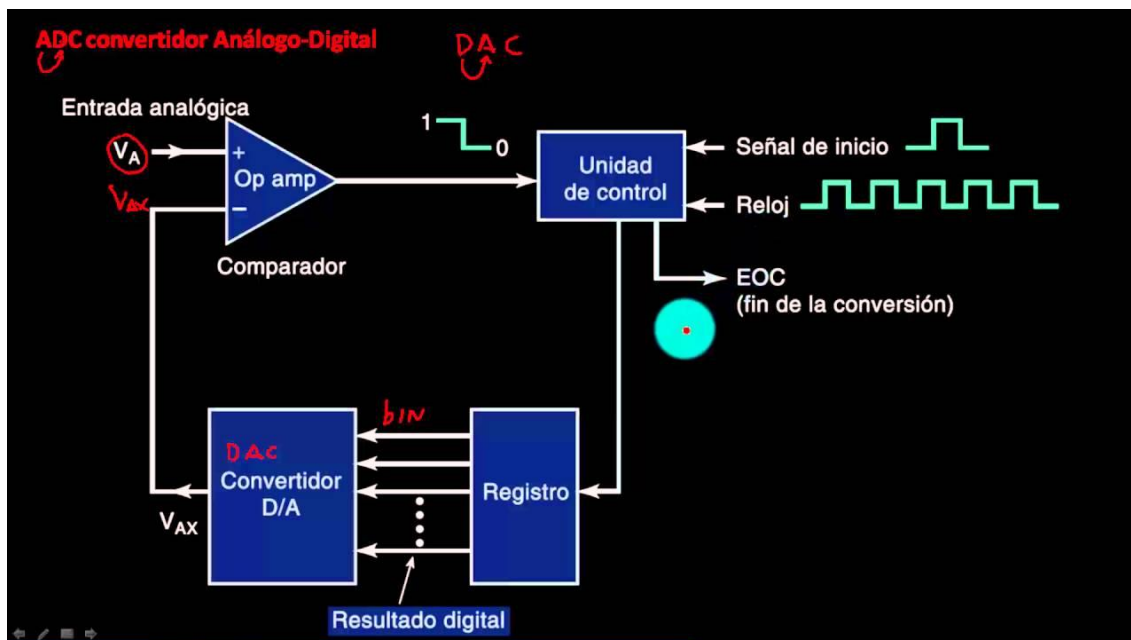 ADC convertidor Análogo-Digital
DAC
Entrada analógica
VA
+
VAX
Op amp
−
Comparador
1
0
Unidad
de control
Señal de inicio
Reloj
EOC
(fin de la conversión)
bIN
DAC
Convertidor
D/A
Registro
VAX
Resultado digital